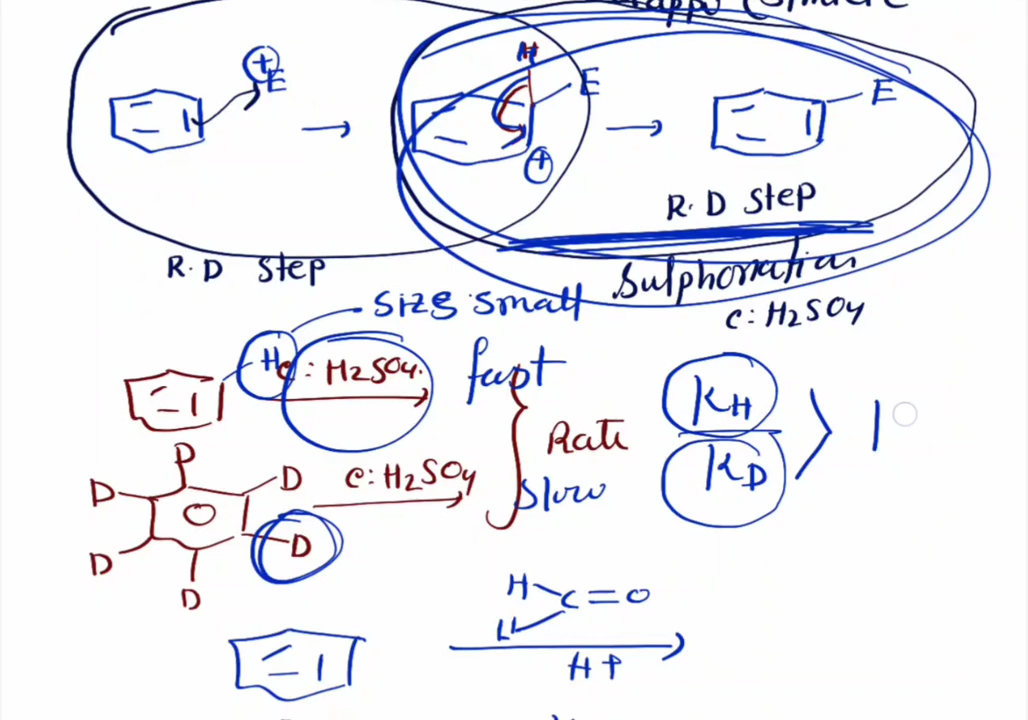 H
⊕
E
E
E
⊕
R.D Step
R.D Step
Sulphonation
C: H2SO4
Size small
H
C: H2SO4.
fast
KH
KD
> 1
Rate
Slow
C: H2SO4
D
D
D
D
D
D
H
C=O
H
H+